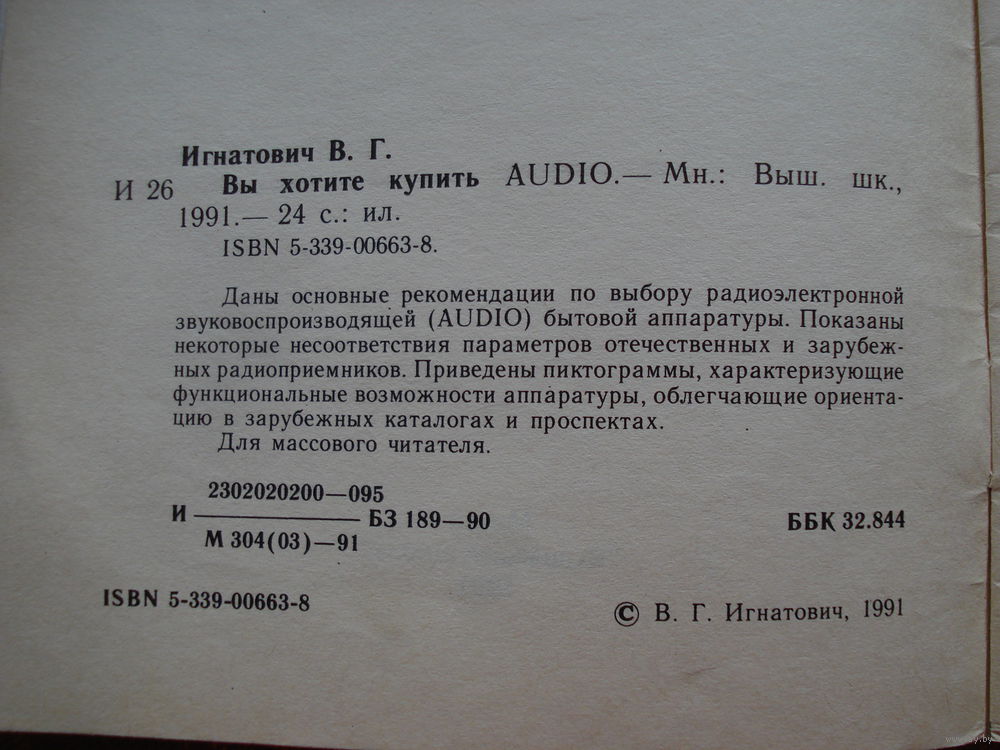 Игнатович В. Г.
И 26 Вы хотите купить AUDIO.— Мн.: Выш. шк.,
1991.— 24 с.: ил.
ISBN 5-339-00663-8.
Даны основные рекомендации по выбору радиоэлектронной
звуковоспроизводящей (AUDIO) бытовой аппаратуры. Показаны
некоторые несоответствия параметров отечественных и зарубеж-
ных радиоприемников. Приведены пиктограммы, характеризующие
функциональные возможности аппаратуры, облегчающие ориента-
цию в зарубежных каталогах и проспектах.
Для массового читателя.
2302020200—095
И БЗ 189—90
М 304(03)—91
ББК 32.844
ISBN 5-339-00663-8
© В. Г. Игнатович, 1991